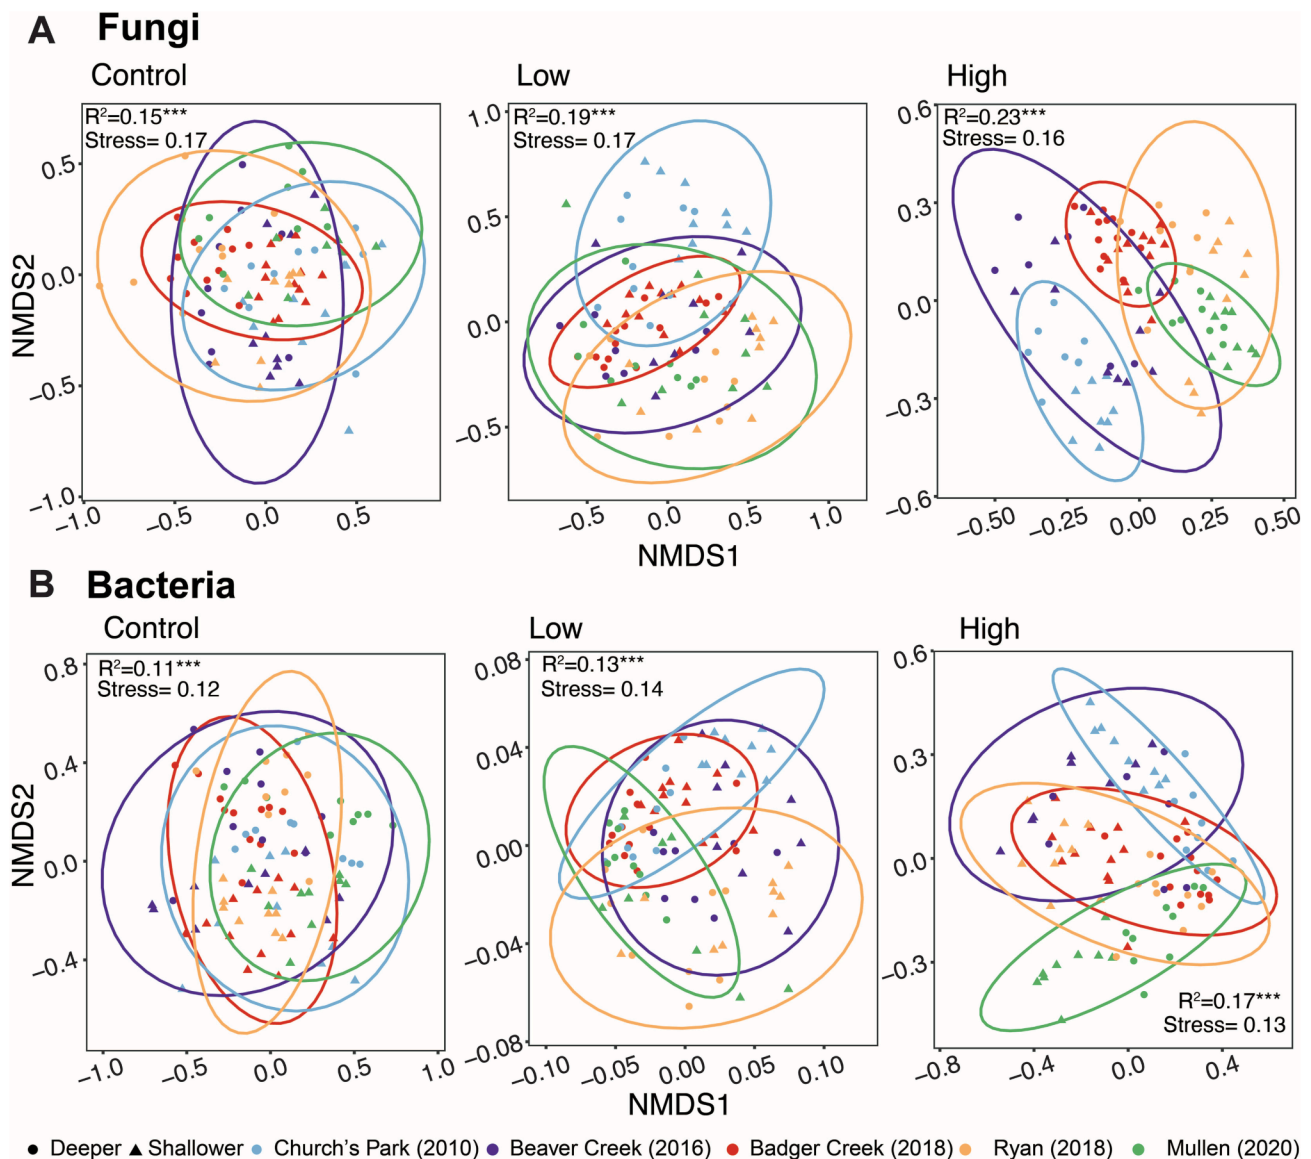 A Fungi
Control Low High
R²=0.15***
Stress= 0.17
R²=0.19***
Stress= 0.17
R²=0.23***
Stress= 0.16
NMDS2
0.5
0.0
−0.5
−1.0
−1.0 −0.5 0.0 0.5
1.0
0.5
0.0
−0.5
−0.5 0.0 0.5 1.0
0.6
0.3
0.0
−0.3
−0.6
−0.50 −0.25 0.00 0.25 0.50
NMDS1
B Bacteria
Control Low High
R²=0.11***
Stress= 0.12
R²=0.13***
Stress= 0.14
NMDS2
0.8
0.4
0.0
−0.4
−1.0 −0.5 0.0 0.5 1.0
0.08
0.04
0.00
−0.04
−0.08
−0.10 −0.05 0.00 0.05 0.10
0.6
0.3
0.0
−0.3
R²=0.17***
Stress= 0.13
−0.8 −0.4 0.0 0.4
NMDS1
Deeper Shallower Church's Park (2010) Beaver Creek (2016) Badger Creek (2018) Ryan (2018) Mullen (2020)